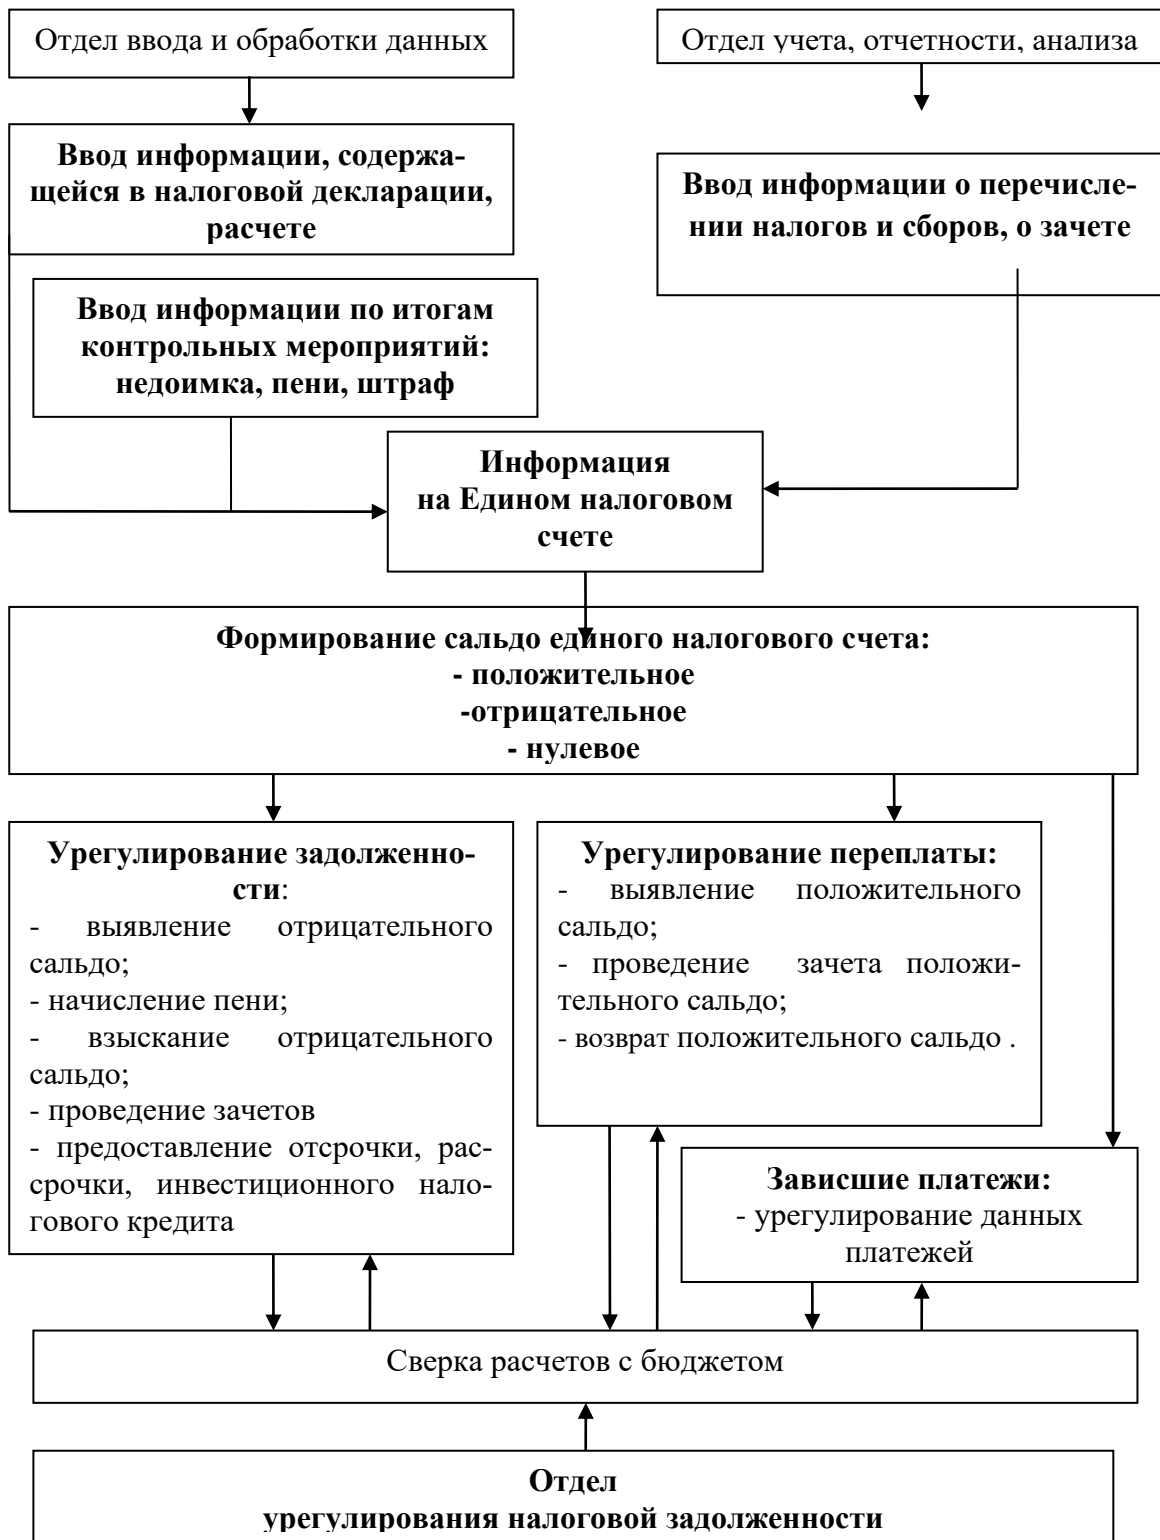 Отдел ввода и обработки данных
Отдел учета, отчетности, анализа
Ввод информации, содержа-
щейся в налоговой декларации,
расчете
Ввод информации о перечисле-
нии налогов и сборов, о зачете
Ввод информации по итогам
контрольных мероприятий:
недоимка, пени, штраф
Информация
на Едином налоговом
счете
Формирование сальдо единого налогового счета:
- положительное
-отрицательное
- нулевое
Урегулирование задолженно-
сти:
- выявление отрицательного
сальдо;
- начисление пени;
- взыскание отрицательного
сальдо;
- проведение зачетов
- предоставление отсрочки, рас-
срочки, инвестиционного нало-
гового кредита
Урегулирование переплаты:
- выявление положительного
сальдо;
- проведение зачета положи-
тельного сальдо;
- возврат положительного сальдо .
Зависшие платежи:
- урегулирование данных
платежей
Сверка расчетов с бюджетом
Отдел
урегулирования налоговой задолженности